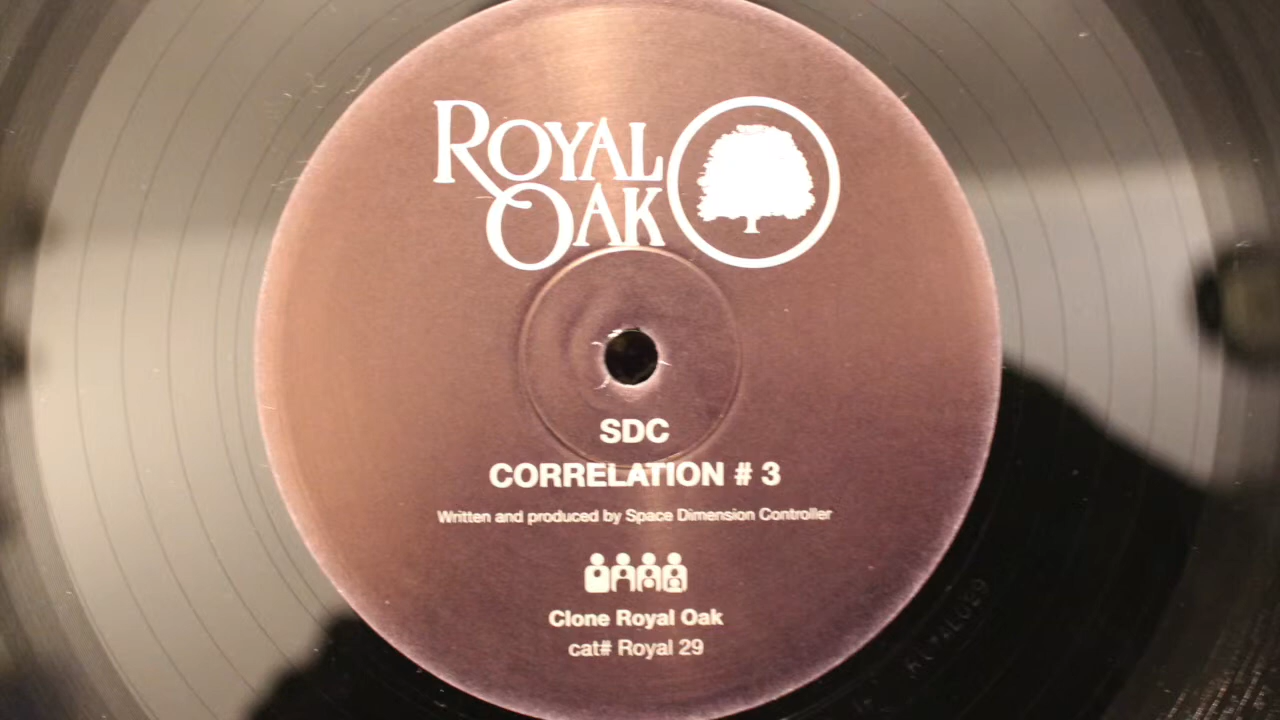 ROYAL
OAK
SDC
CORRELATION # 3
Written and produced by Space Dimension Controller
Clone Royal Oak
cat# Royal 29